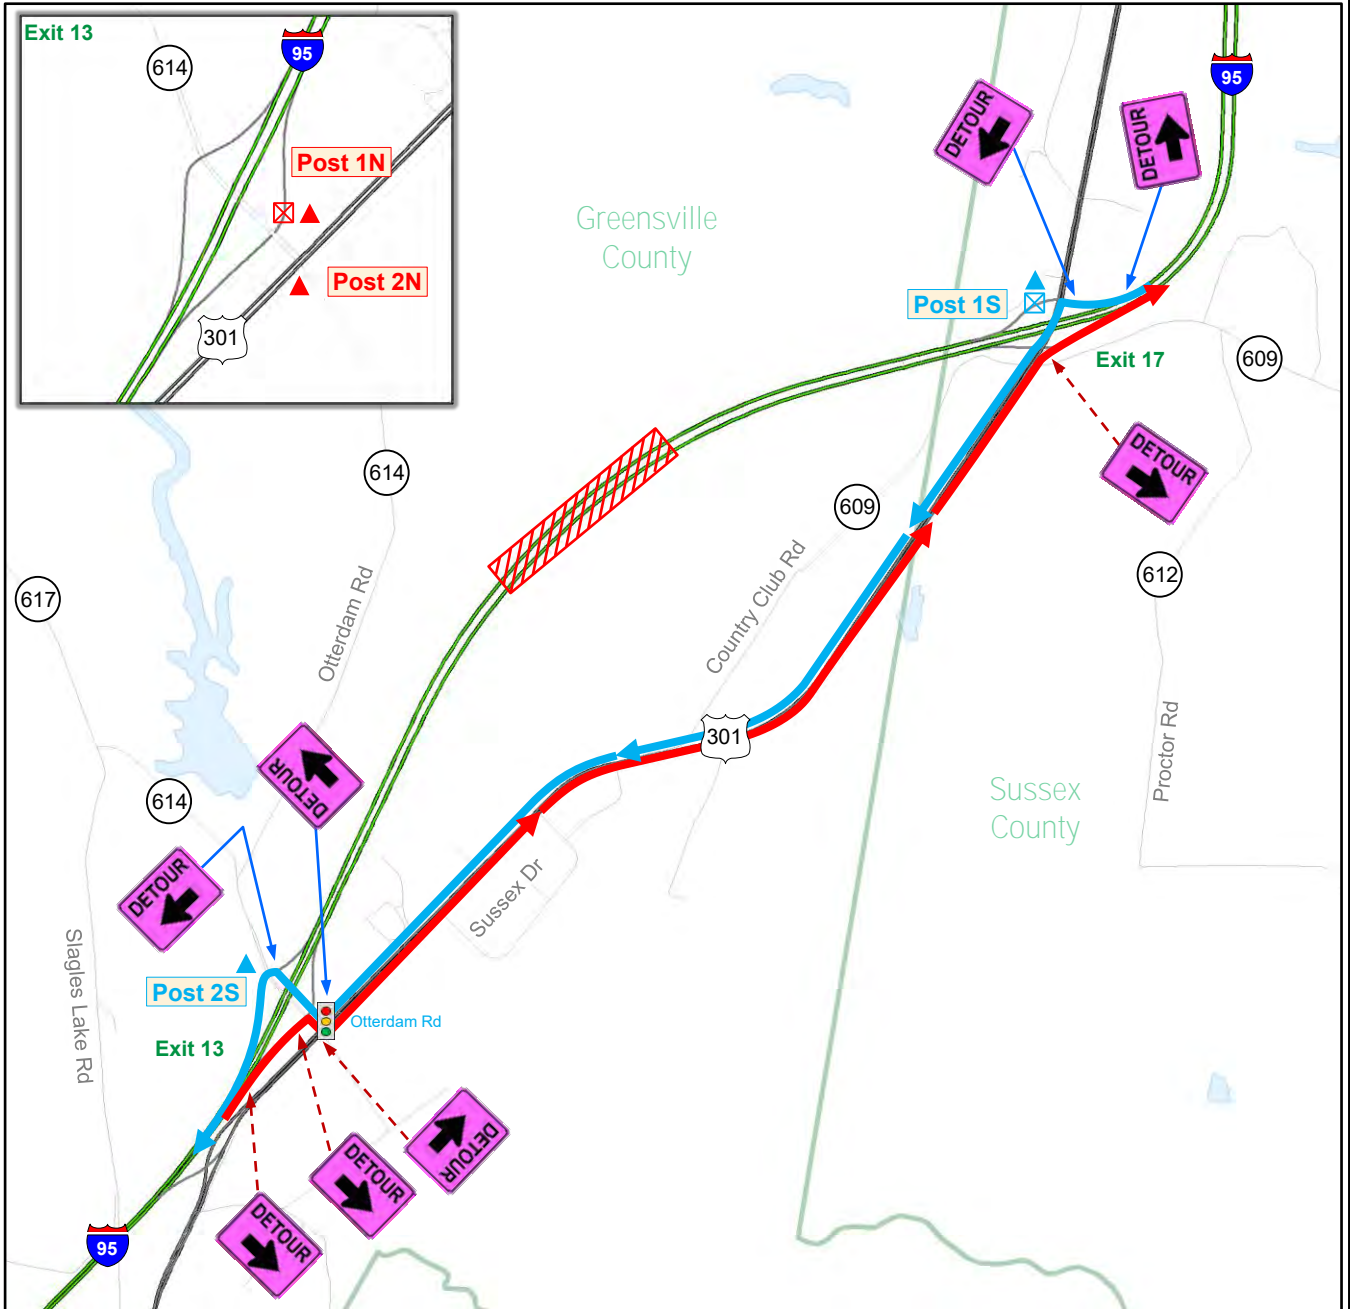 Exit 13
95
614
Post 1N
Post 2N
301
95
DETOUR
DETOUR
Greensville
County
Post 1S
Exit 17
609
DETOUR
614
609
612
617
Otterdam Rd
Country Club Rd
Proctor Rd
301
DETOUR
Sussex
County
614
DETOUR
Sussex Dr
Slagles Lake Rd
Post 2S
Otterdam Rd
Exit 13
DETOUR
DETOUR
DETOUR
95